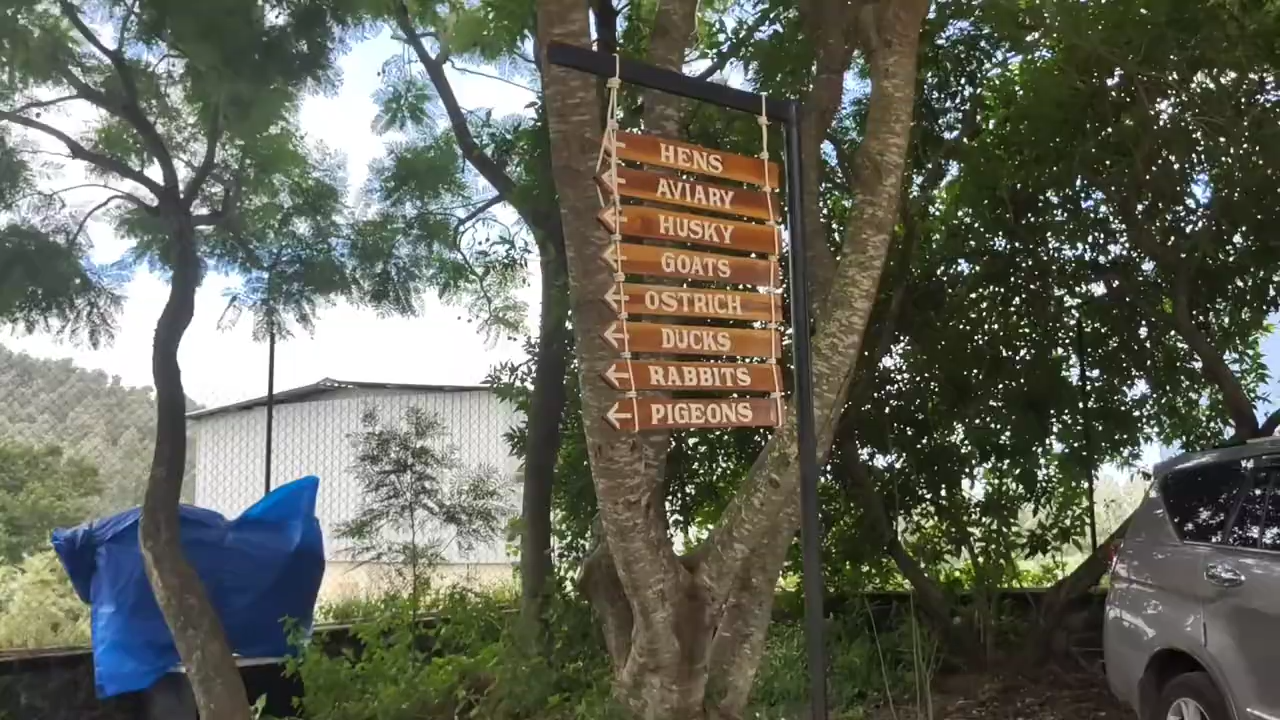 HENS
AVIARY
HUSKY
GOATS
OSTRICH
DUCKS
RABBITS
PIGEONS